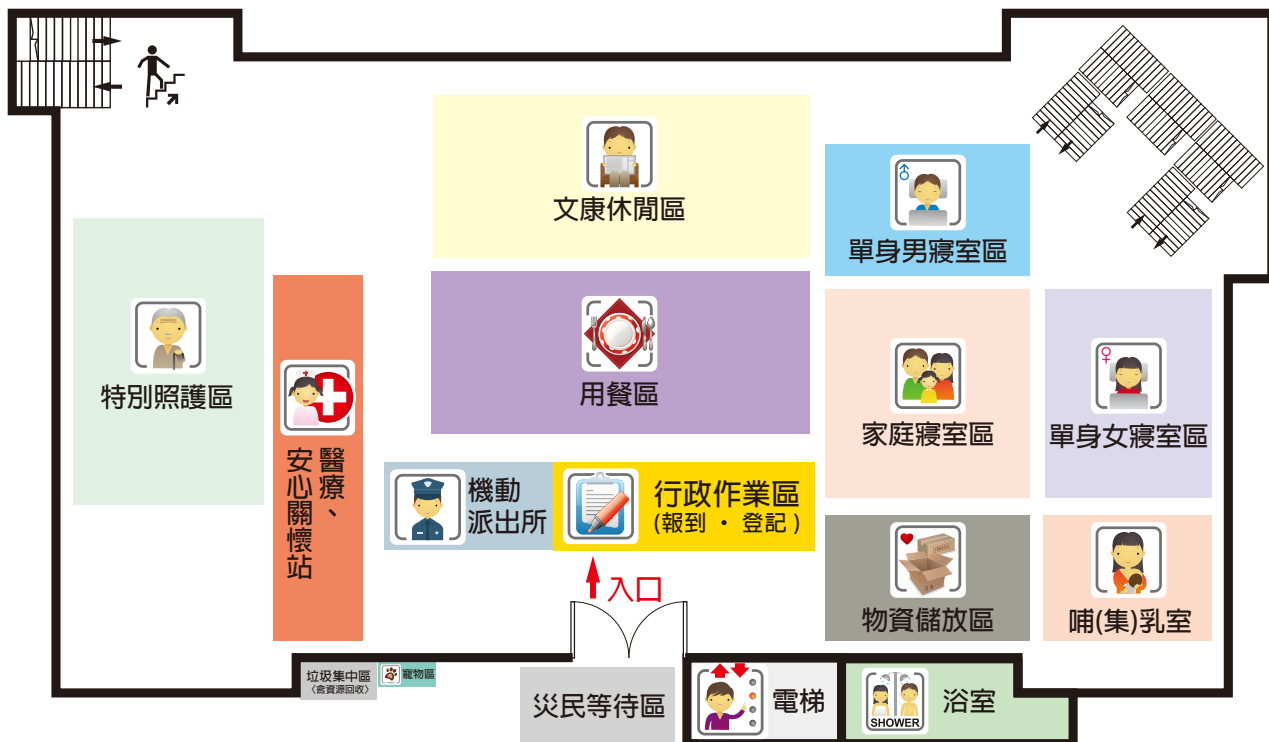 文康休閒區
單身男寢室區
特別照護區
用餐區
家庭寢室區
單身女寢室區
醫療、
安心關懷站
機動
派出所
行政作業區
(報到 · 登記)
物資儲放區
哺(集)乳室
入口
垃圾集中區
〈含資源回收〉
寵物區
災民等待區
電梯
SHOWER
浴室